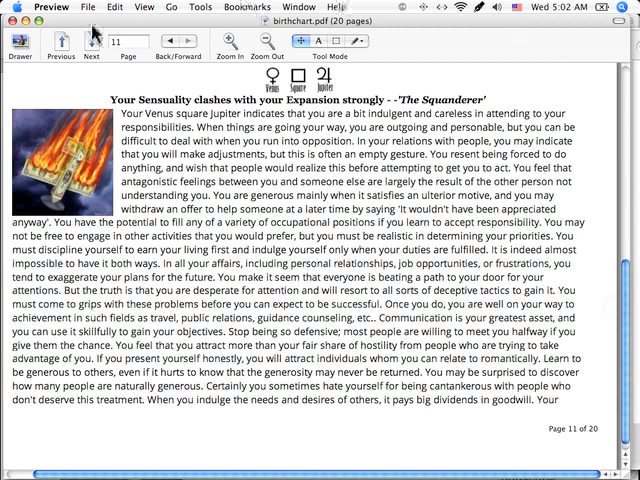 Preview File Edit View Go Tools Bookmarks Window Help Wed 5:02 AM
birthchart.pdf (20 pages)
11
Drawer Previous Next Page Back/Forward Zoom In Zoom Out Tool Mode
Venus Square Jupiter
Your Sensuality clashes with your Expansion strongly - -'The Squanderer'
Your Venus square Jupiter indicates that you are a bit indulgent and careless in attending to your
responsibilities. When things are going your way, you are outgoing and personable, but you can be
difficult to deal with when you run into opposition. In your relations with people, you may indicate
that you will make adjustments, but this is often an empty gesture. You resent being forced to do
anything, and wish that people would realize this before attempting to get you to act. You feel that
antagonistic feelings between you and someone else are largely the result of the other person not
understanding you. You are generous mainly when it satisfies an ulterior motive, and you may
withdraw an offer to help someone at a later time by saying 'It wouldn't have been appreciated
anyway'. You have the potential to fill any of a variety of occupational positions if you learn to accept responsibility. You may
not be free to engage in other activities that you would prefer, but you must be realistic in determining your priorities. You
must discipline yourself to earn your living first and indulge yourself only when your duties are fulfilled. It is indeed almost
impossible to have it both ways. In all your affairs, including personal relationships, job opportunities, or frustrations, you
tend to exaggerate your plans for the future. You make it seem that everyone is beating a path to your door for your
attentions. But the truth is that you are desperate for attention and will resort to all sorts of deceptive tactics to gain it. You
must come to grips with these problems before you can expect to be successful. Once you do, you are well on your way to
achievement in such fields as travel, public relations, guidance counseling, etc.. Communication is your greatest asset, and
you can use it skillfully to gain your objectives. Stop being so defensive; most people are willing to meet you halfway if you
give them the chance. You feel that you attract more than your fair share of hostility from people who are trying to take
advantage of you. If you present yourself honestly, you will attract individuals whom you can relate to romantically. Learn to
be generous to others, even if it hurts to know that the generosity may never be returned. You may be surprised to discover
how many people are naturally generous. Certainly you sometimes hate yourself for being cantankerous with people who
don't deserve this treatment. When you indulge the needs and desires of others, it pays big dividends in goodwill. Your
Page 11 of 20